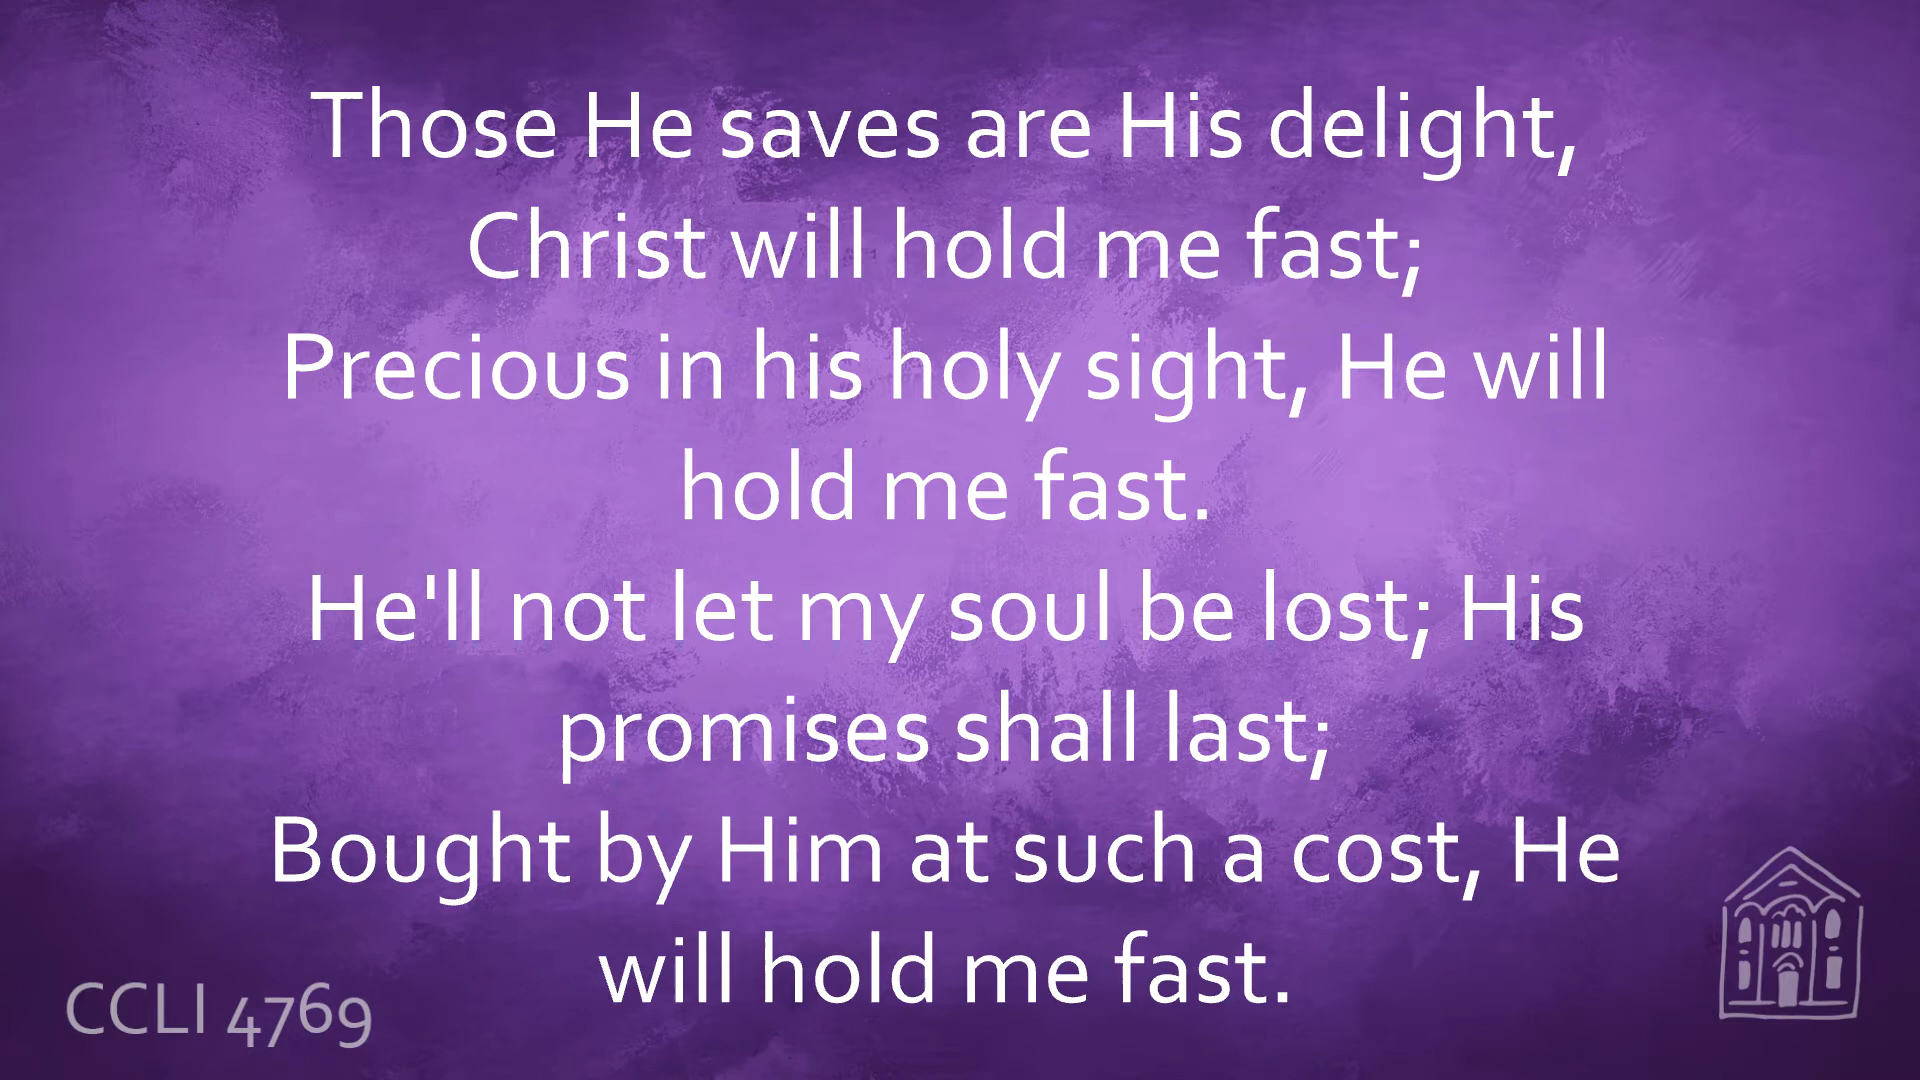 Those He saves are His delight,
Christ will hold me fast;
Precious in his holy sight, He will
hold me fast.
He'll not let my soul be lost; His
promises shall last;
Bought by Him at such a cost, He
will hold me fast.
CCLI 4769